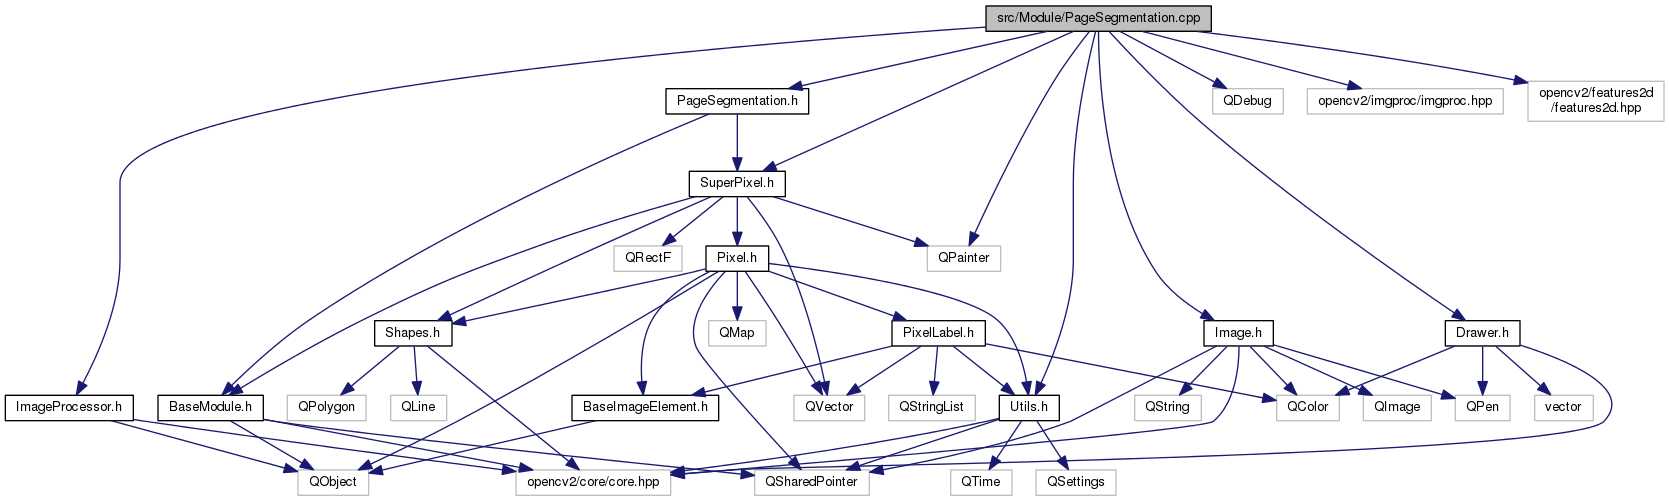 src/Module/PageSegmentation.cpp
PageSegmentation.h
QDebug
opencv2/imgproc/imgproc.hpp
opencv2/features2d
/features2d.hpp
SuperPixel.h
QRectF
Pixel.h
QPainter
Shapes.h
QMap
PixelLabel.h
Image.h
Drawer.h
ImageProcessor.h
BaseModule.h
QPolygon
QLine
BaseImageElement.h
QVector
QStringList
Utils.h
QString
QColor
QImage
QPen
vector
QObject
opencv2/core/core.hpp
QSharedPointer
QTime
QSettings